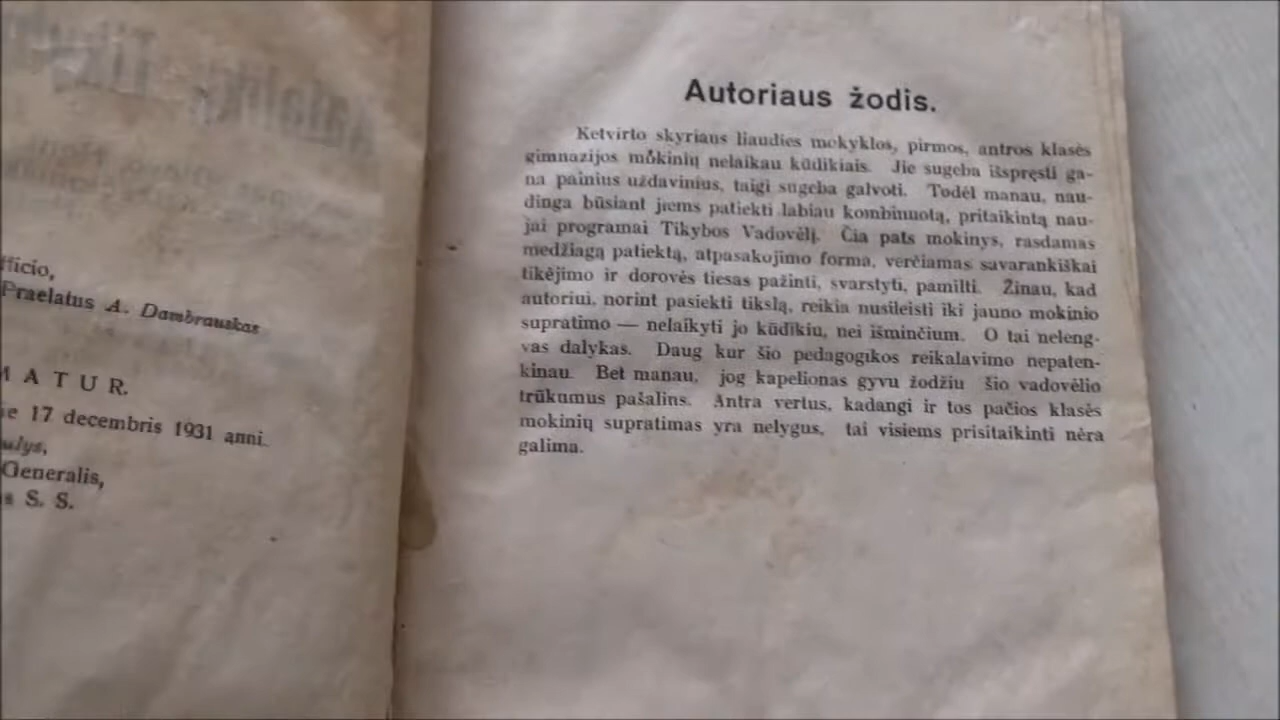 fficio,
Praelatus A. Dambrauskas
M A T U R.
ie 17 decembris 1931 anni.
ulys,
Generalis,
s S. S.
Autoriaus žodis.
Ketvirto skyriaus liaudies mokyklos, pirmos, antros klasės
gimnazijos mokinių nelaikau kūdikiais. Jie sugeba išspręsti ga-
na painius uždavinius, taigi sugeba galvoti. Todėl manau, nau-
dinga būsiant jiems patiekti labiau kombinuotą, pritaikintą nau-
jai programai Tikybos Vadovėlį. Čia pats mokinys, rasdamas
medžiagą patiektą, atpasakojimo forma, verčiamas savarankiškai
tikėjimo ir dorovės tiesas pažinti, svarstyti, pamilti. Žinau, kad
autoriui, norint pasiekti tikslą, reikia nusileisti iki jauno mokinio
supratimo — nelaikyti jo kūdikiu, nei išminčium. O tai neleng-
vas dalykas. Daug kur šio pedagogikos reikalavimo nepaten-
kinau. Bet manau, jog kapelionas gyvu žodžiu šio vadovėlio
trūkumus pašalins. Antra vertus, kadangi ir tos pačios klasės
mokinių supratimas yra nelygus, tai visiems prisitaikinti nėra
galima.